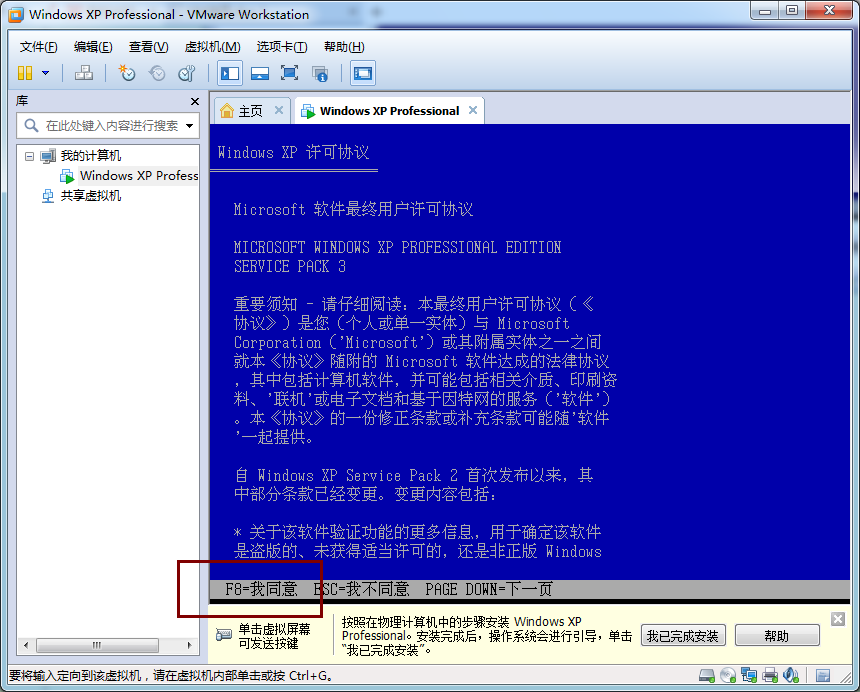 Windows XP Professional - VMware Workstation
文件(F) 编辑(E) 查看(V) 虚拟机(M) 选项卡(T) 帮助(H)
库
在此处键入内容进行搜索
我的计算机
Windows XP Profess
共享虚拟机
主页
Windows XP Professional
Windows XP 许可协议
Microsoft 软件最终用户许可协议
MICROSOFT WINDOWS XP PROFESSIONAL EDITION
SERVICE PACK 3
重要须知 - 请仔细阅读: 本最终用户许可协议（《
协议》）是您（个人或单一实体）与 Microsoft
Corporation（'Microsoft'）或其附属实体之一之间
就本《协议》随附的 Microsoft 软件达成的法律协议
，其中包括计算机软件，并可能包括相关介质、印刷资
料、'联机'或电子文档和基于因特网的服务（'软件'）
。本《协议》的一份修正条款或补充条款可能随'软件
'一起提供。
自 Windows XP Service Pack 2 首次发布以来，其
中部分条款已经变更。变更内容包括:
* 关于该软件验证功能的更多信息，用于确定该软件
是盗版的、未获得适当许可的，还是非正版 Windows
F8=我同意 ESC=我不同意 PAGE DOWN=下一页
单击虚拟屏幕
可发送按键
按照在物理计算机中的步骤安装 Windows XP
Professional。安装完成后，操作系统会进行引导，单击
“我已完成安装”。
我已完成安装
帮助
要将输入定向到该虚拟机，请在虚拟机内部单击或按 Ctrl+G。